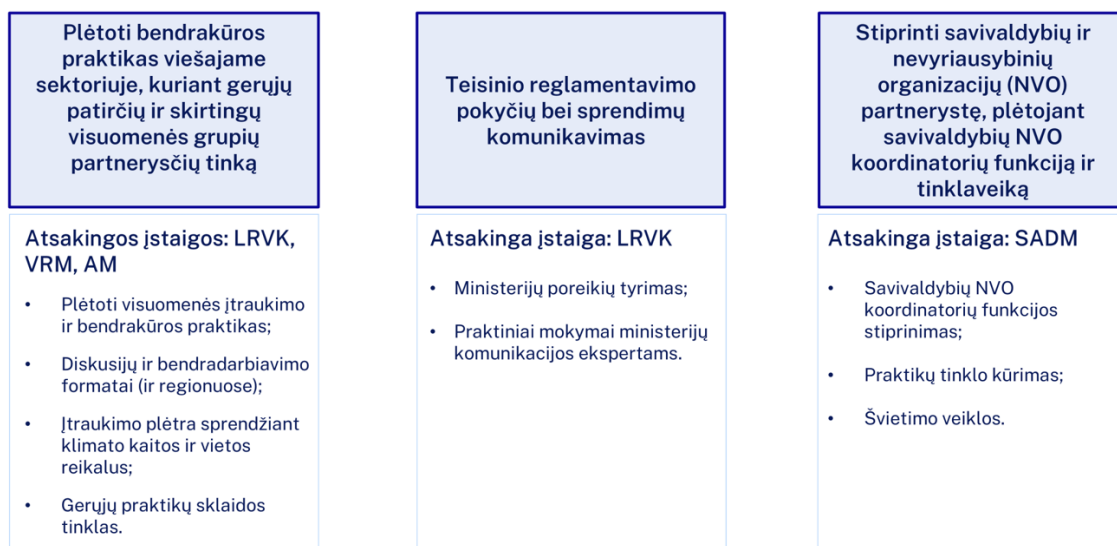 Plėtoti bendrakūros
praktikas viešajame
sektoriuje, kuriant gerųjų
patirčių ir skirtingų
visuomenės grupių
partnerysčių tinką
Atsakingos įstaigos: LRVK,
VRM, AM
• Plėtoti visuomenės įtraukimo
ir bendrakūros praktikas;
• Diskusijų ir bendradarbiavimo
formatai (ir regionuose);
• Įtraukimo plėtra sprendžiant
klimato kaitos ir vietos
reikalus;
• Gerųjų praktikų sklaidos
tinklas.
Teisinio reglamentavimo
pokyčių bei sprendimų
komunikavimas
Atsakinga įstaiga: LRVK
• Ministerijų poreikių tyrimas;
• Praktiniai mokymai ministerijų
komunikacijos ekspertams.
Stiprinti savivaldybių ir
nevyriausybinių
organizacijų (NVO)
partnerystę, plėtojant
savivaldybių NVO
koordinatorių funkciją ir
tinklaveiką
Atsakinga įstaiga: SADM
• Savivaldybių NVO
koordinatorių funkcijos
stiprinimas;
• Praktikų tinklo kūrimas;
• Švietimo veiklos.